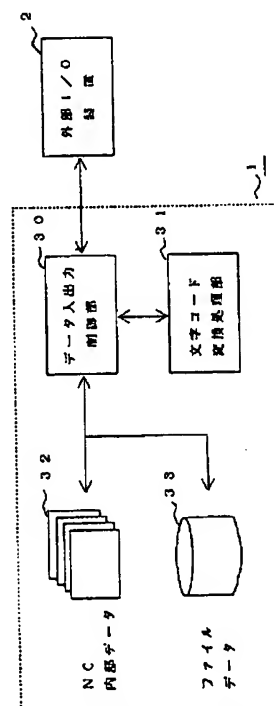 2
外部I/O
装置
1
30
データ入出力
制御部
31
文字コード
変換処理部
32
NC
内部データ
33
ファイル
データ